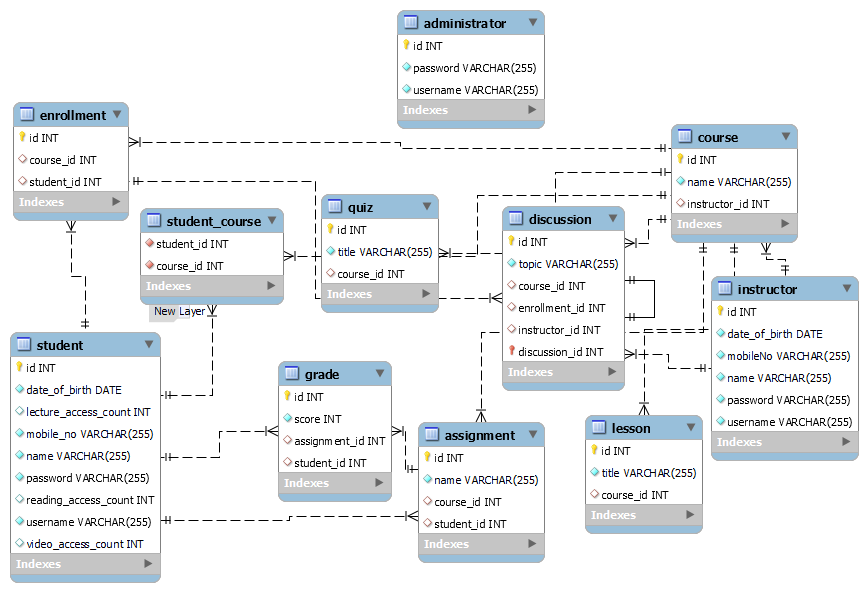 administrator
id INT
password VARCHAR(255)
username VARCHAR(255)
Indexes
enrollment
id INT
course_id INT
student_id INT
Indexes
course
id INT
name VARCHAR(255)
instructor_id INT
Indexes
student_course
student_id INT
course_id INT
Indexes
New Layer
quiz
id INT
title VARCHAR(255)
course_id INT
Indexes
discussion
id INT
topic VARCHAR(255)
course_id INT
enrollment_id INT
instructor_id INT
discussion_id INT
Indexes
instructor
id INT
date_of_birth DATE
mobileNo VARCHAR(255)
name VARCHAR(255)
password VARCHAR(255)
username VARCHAR(255)
Indexes
student
id INT
date_of_birth DATE
lecture_access_count INT
mobile_no VARCHAR(255)
name VARCHAR(255)
password VARCHAR(255)
reading_access_count INT
username VARCHAR(255)
video_access_count INT
Indexes
grade
id INT
score INT
assignment_id INT
student_id INT
Indexes
assignment
id INT
name VARCHAR(255)
course_id INT
student_id INT
Indexes
lesson
id INT
title VARCHAR(255)
course_id INT
Indexes